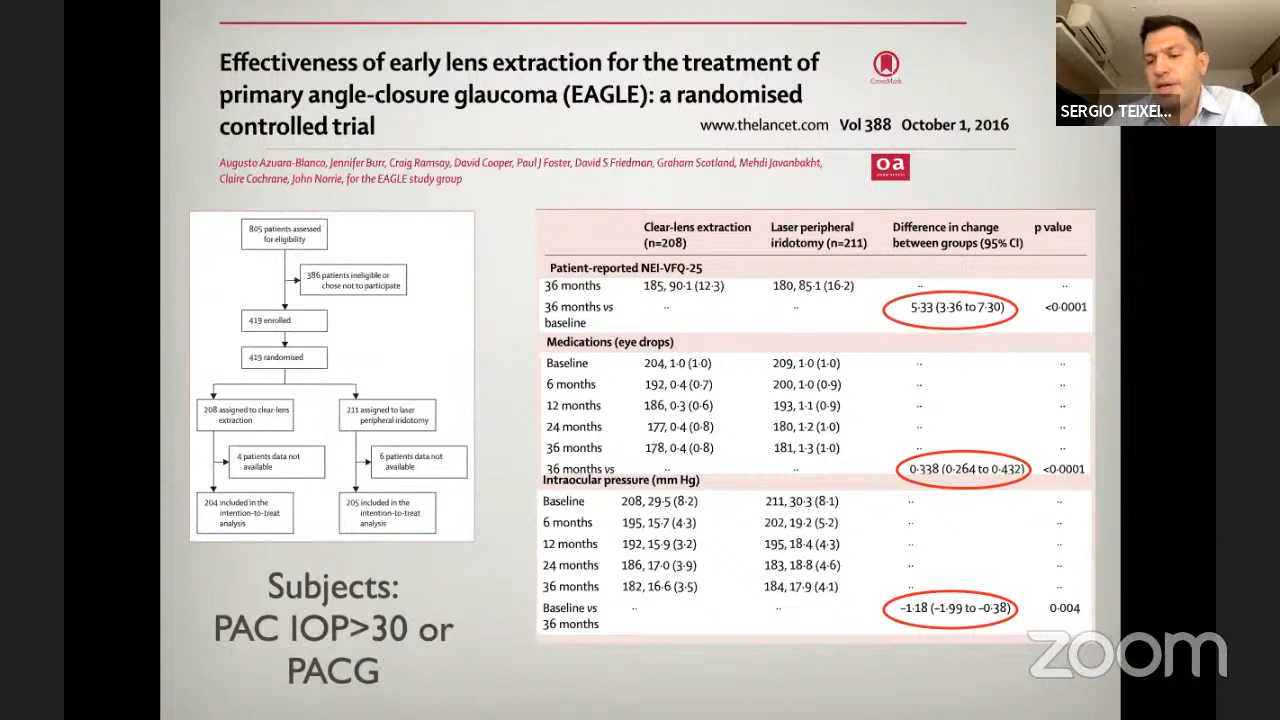 Effectiveness of early lens extraction for the treatment of
primary angle-closure glaucoma (EAGLE): a randomised
controlled trial
www.thelancet.com Vol 388 October 1, 2016
CrossMark
SERGIO TEIXEI...
Augusto Azuara-Blanco, Jennifer Burr, Craig Ramsay, David Cooper, Paul J Foster, David S Friedman, Graham Scotland, Mehdi Javanbakht,
Claire Cochrane, John Norrie, for the EAGLE study group
oa
805 patients assessed
for eligibility
386 patients ineligible or
chose not to participate
419 enrolled
419 randomised
208 assigned to clear-lens
extraction
211 assigned to laser
peripheral iridotomy
4 patients data not
available
6 patients data not
available
204 included in the
intention-to-treat
analysis
205 included in the
intention-to-treat
analysis
Subjects:
PAC IOP>30 or
PACG
Clear-lens extraction
(n=208)
Laser peripheral
iridotomy (n=211)
Difference in change
between groups (95% CI)
p value
Patient-reported NEI-VFQ-25
36 months 185, 90·1 (12·3) 180, 85·1 (16·2) ·· ··
36 months vs
baseline
·· ·· 5·33 (3·36 to 7·30) <0·0001
Medications (eye drops)
Baseline 204, 1·0 (1·0) 209, 1·0 (1·0) ·· ··
6 months 192, 0·4 (0·7) 200, 1·0 (0·9) ·· ··
12 months 186, 0·3 (0·6) 193, 1·1 (0·9) ·· ··
24 months 177, 0·4 (0·8) 180, 1·2 (1·0) ·· ··
36 months 178, 0·4 (0·8) 181, 1·3 (1·0) ·· ··
36 months vs ·· ·· 0·338 (0·264 to 0·432) <0·0001
Intraocular pressure (mm Hg)
Baseline 208, 29·5 (8·2) 211, 30·3 (8·1) ·· ··
6 months 195, 15·7 (4·3) 202, 19·2 (5·2) ·· ··
12 months 192, 15·9 (3·2) 195, 18·4 (4·3) ·· ··
24 months 186, 17·0 (3·9) 183, 18·8 (4·6) ·· ··
36 months 182, 16·6 (3·5) 184, 17·9 (4·1) ·· ··
Baseline vs
36 months
·· ·· –1·18 (–1·99 to –0·38) 0·004
zoom